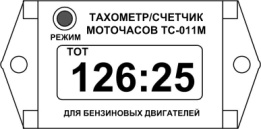 ТАХОМЕТР/СЧЕТЧИК
МОТОЧАСОВ ТС-011М
РЕЖИМ
ТОТ
126:25
ДЛЯ БЕНЗИНОВЫХ ДВИГАТЕЛЕЙ